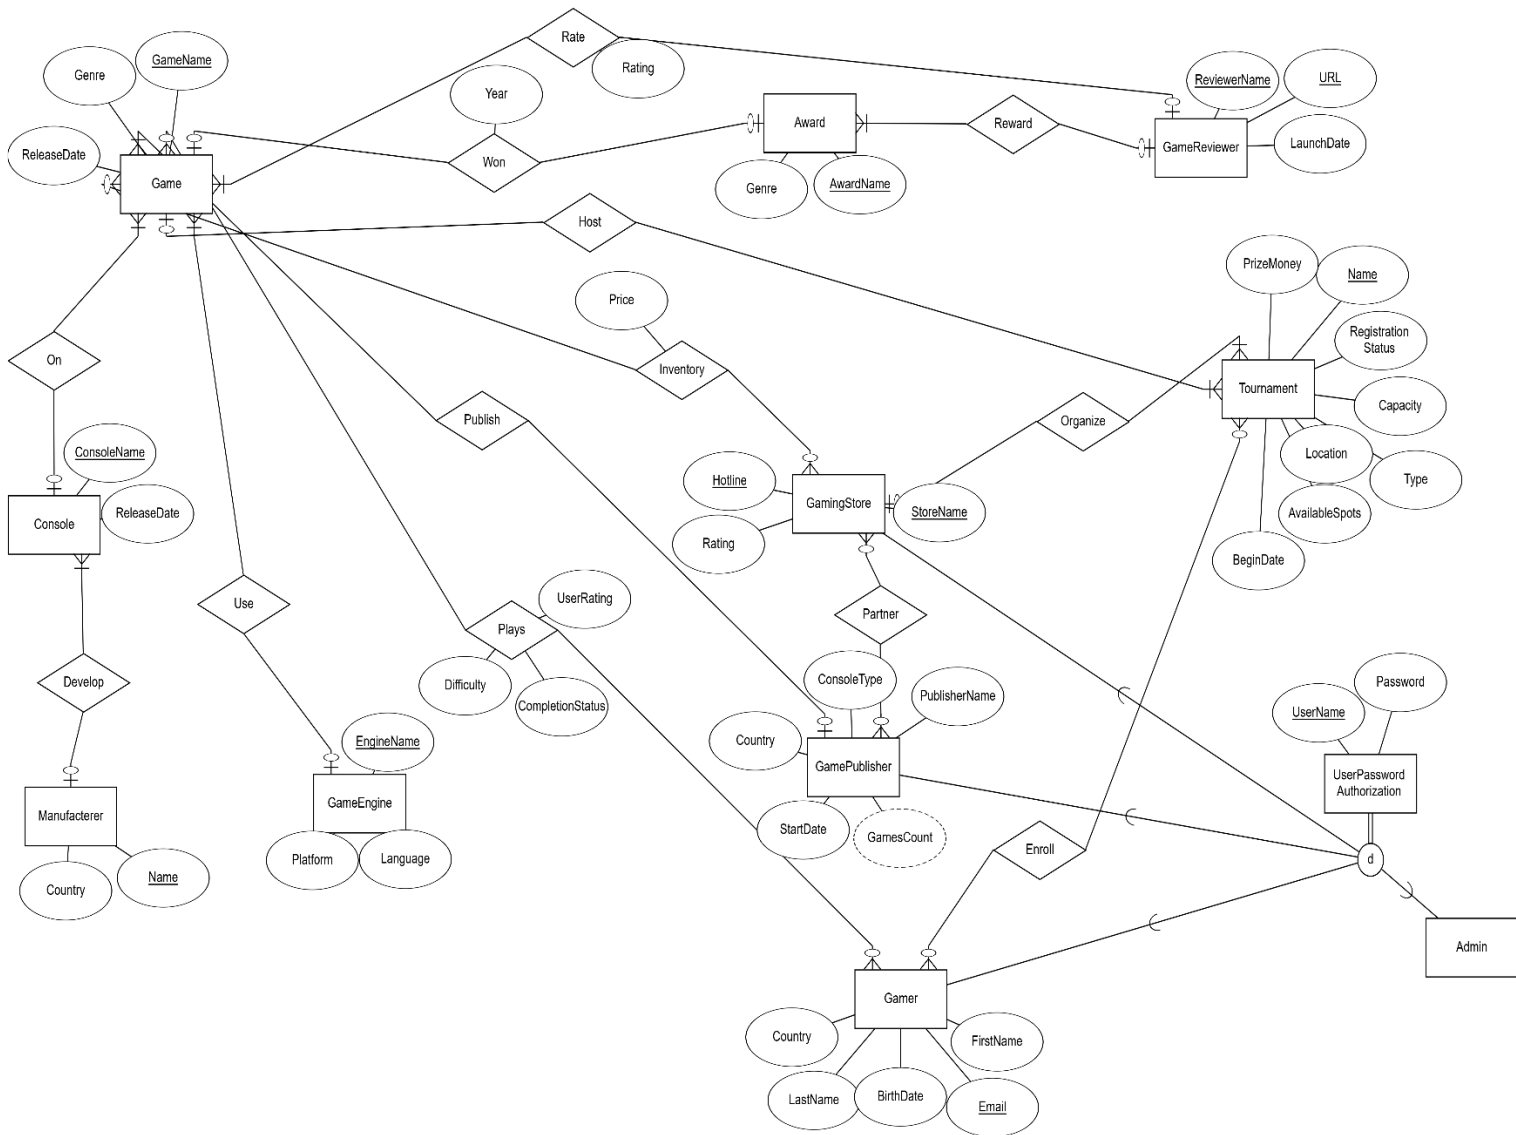 Rate
Rating
Genre
GameName
Year
ReviewerName
URL
Award
Reward
GameReviewer
LaunchDate
ReleaseDate
Game
Won
Genre
AwardName
Host
PrizeMoney
Name
Price
Registration
Status
On
Inventory
Tournament
Capacity
Publish
Organize
ConsoleName
Location
Type
Hotline
GamingStore
StoreName
ReleaseDate
Console
AvailableSpots
Rating
BeginDate
Use
UserRating
Plays
Partner
Develop
Difficulty
CompletionStatus
ConsoleType
PublisherName
Password
UserName
EngineName
Country
GamePublisher
UserPassword
Authorization
Manufacterer
GameEngine
StartDate
GamesCount
Platform
Language
Enroll
d
Country
Name
Admin
Gamer
Country
FirstName
LastName
BirthDate
Email